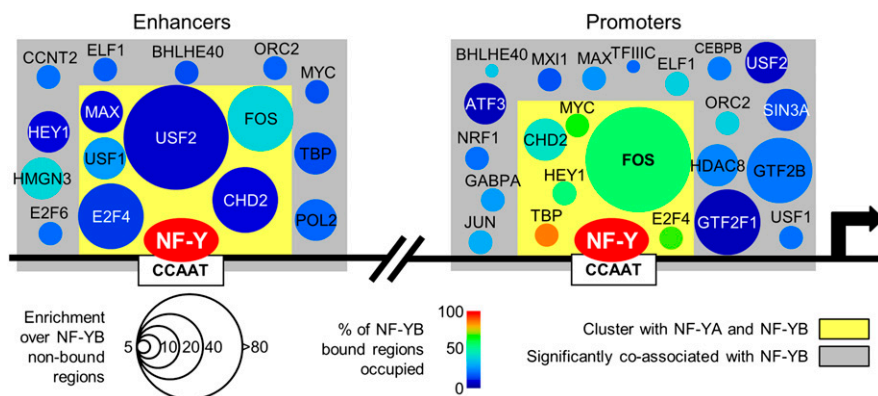 Enhancers
Promoters
CCNT2
ELF1
BHLHE40
ORC2
MYC
HEY1
MAX
USF2
FOS
USF1
TBP
HMGN3
E2F4
CHD2
E2F6
POL2
NF-Y
CCAAT
BHLHE40
MXI1
MAX
TFIIIC
ELF1
CEBPB
USF2
ATF3
MYC
ORC2
SIN3A
NRF1
CHD2
FOS
HDAC8
GTF2B
GABPA
HEY1
JUN
TBP
E2F4
GTF2F1
USF1
NF-Y
CCAAT
Enrichment
over NF-YB
non-bound
regions
5 10 20 40 >80
% of NF-YB
bound regions
occupied
100
50
0
Cluster with NF-YA and NF-YB
Significantly co-associated with NF-YB